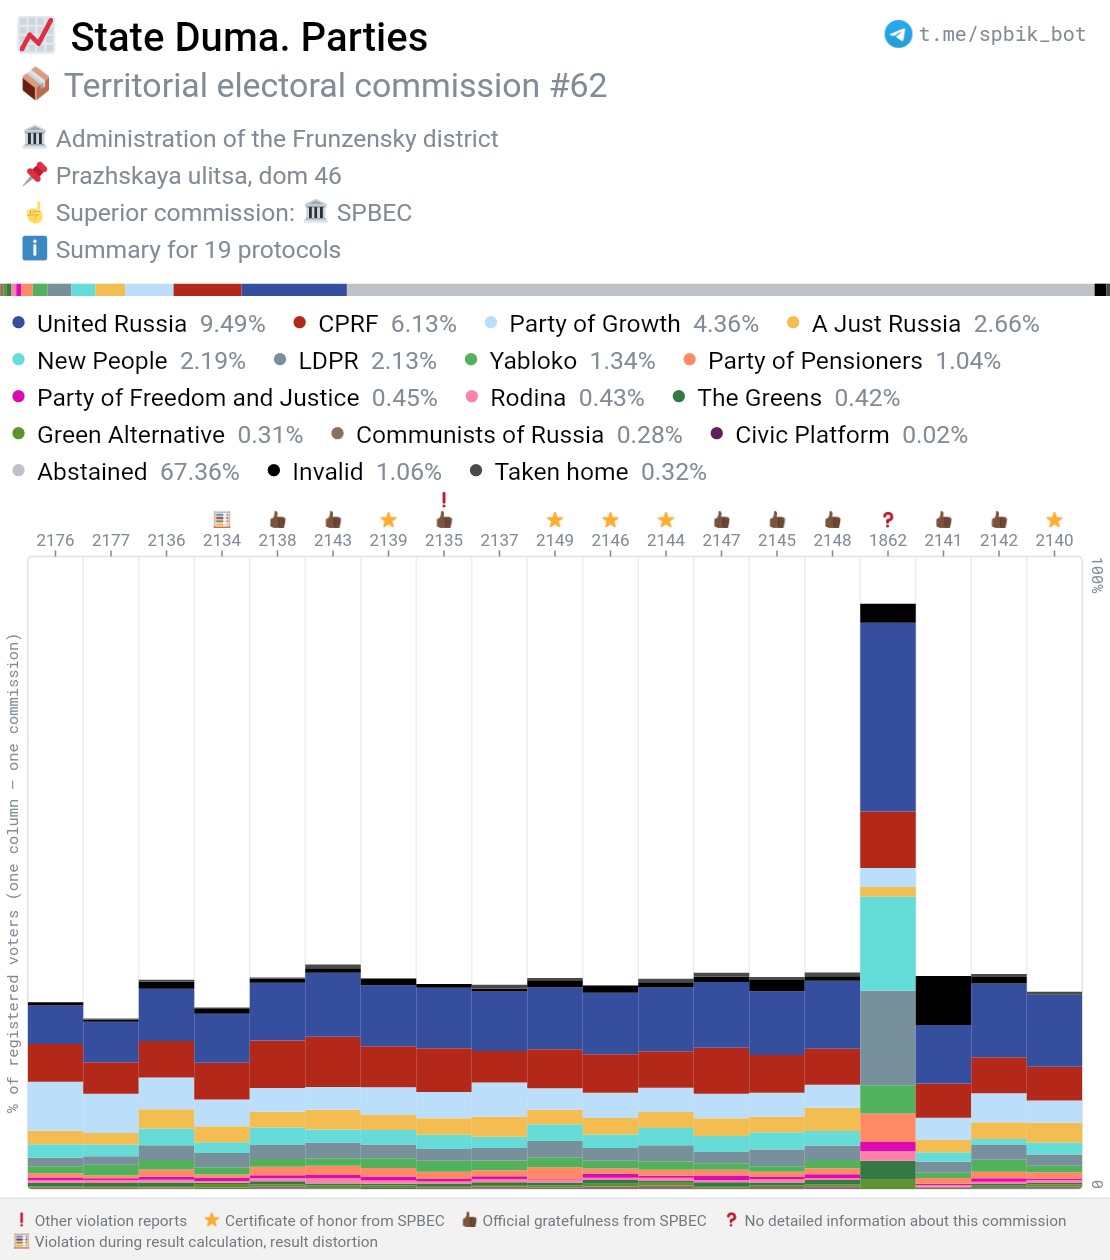 State Duma. Parties
t.me/spbik_bot
Territorial electoral commission #62
Administration of the Frunzensky district
Prazhskaya ulitsa, dom 46
Superior commission: SPBEC
Summary for 19 protocols
United Russia 9.49% CPRF 6.13% Party of Growth 4.36% A Just Russia 2.66%
New People 2.19% LDPR 2.13% Yabloko 1.34% Party of Pensioners 1.04%
Party of Freedom and Justice 0.45% Rodina 0.43% The Greens 0.42%
Green Alternative 0.31% Communists of Russia 0.28% Civic Platform 0.02%
Abstained 67.36% Invalid 1.06% Taken home 0.32%
2176 2177 2136 2134 2138 2143 2139 2135 2137 2149 2146 2144 2147 2145 2148 1862 2141 2142 2140
100%
% of registered voters (one column – one commission)
0
Other violation reports Certificate of honor from SPBEC Official gratefulness from SPBEC No detailed information about this commission
Violation during result calculation, result distortion